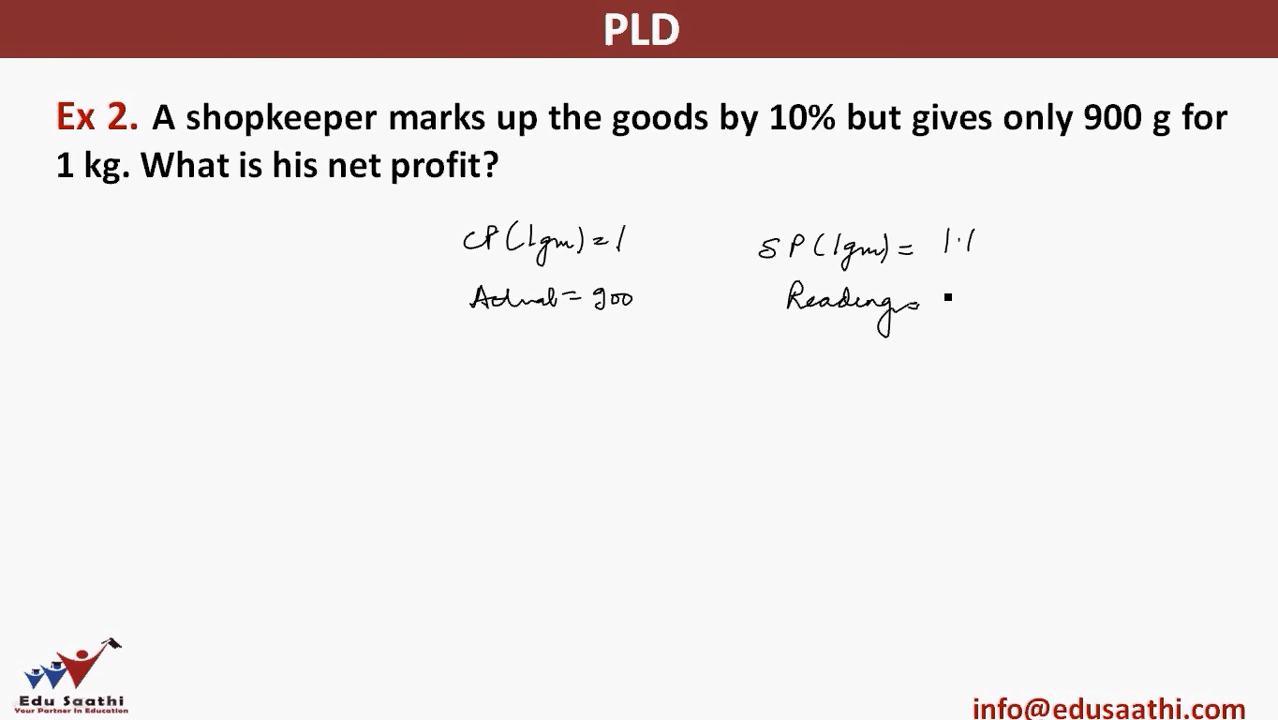 PLD
Ex 2. A shopkeeper marks up the goods by 10% but gives only 900 g for
1 kg. What is his net profit?
CP(1gm)=1
SP(1gm)= 1.1
Actual=900
Reading=
Edu Saathi
Your Partner In Education
info@edusaathi.com